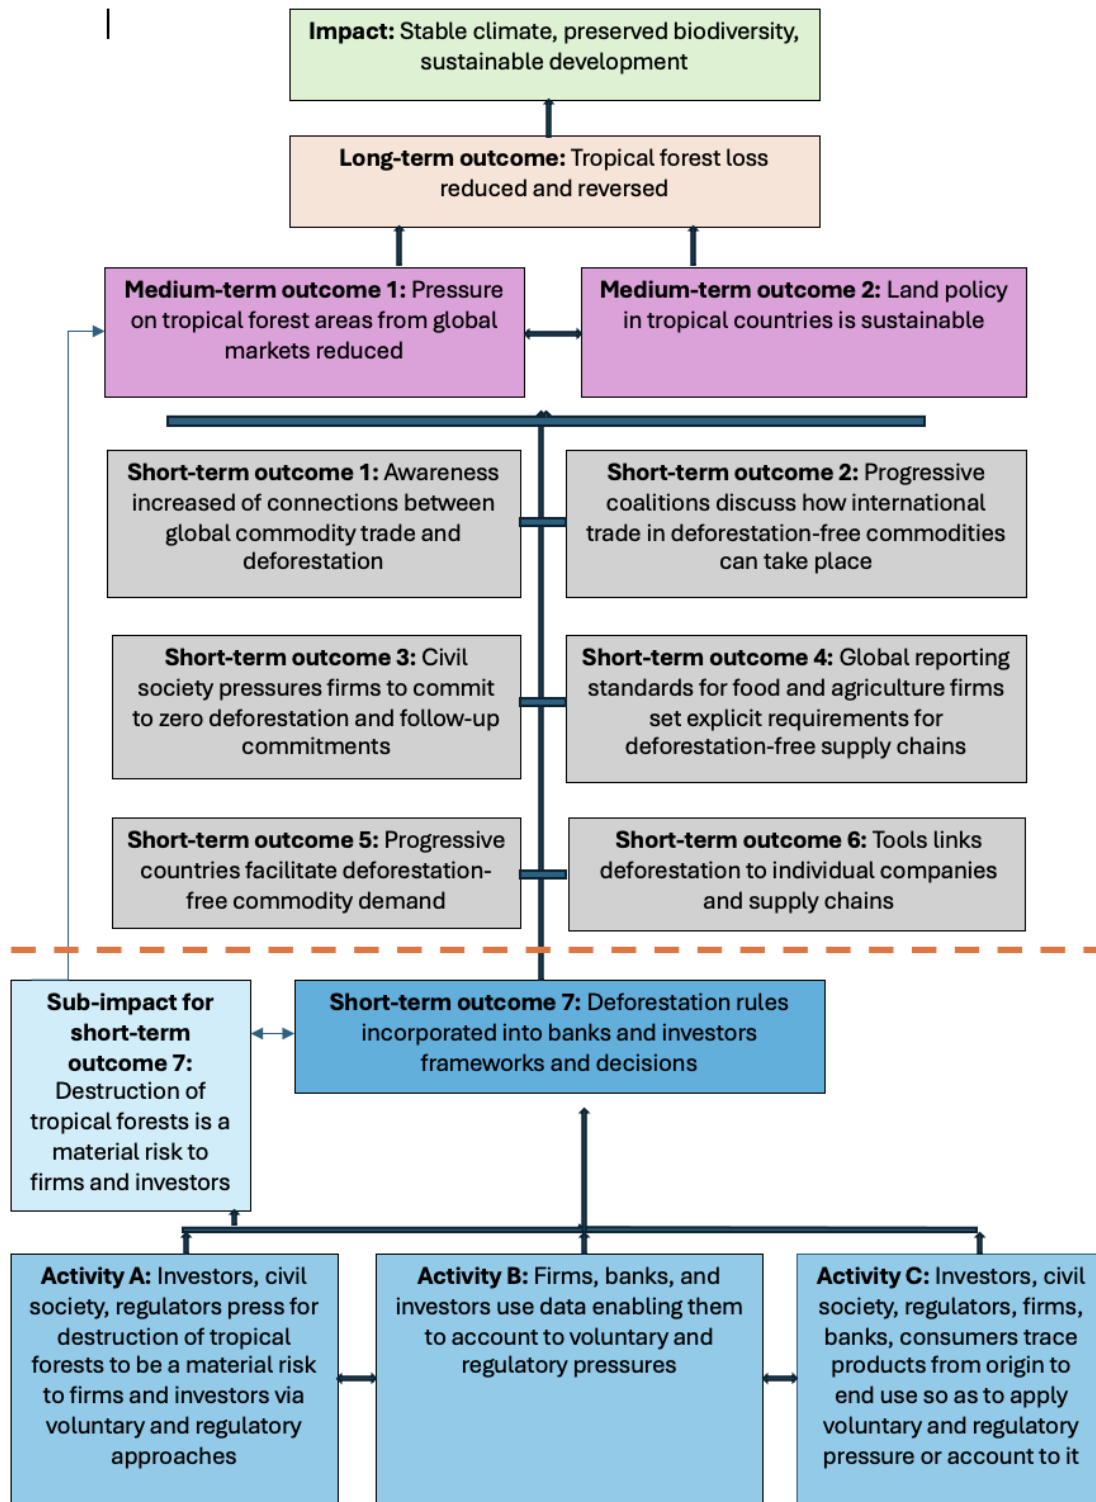 Impact: Stable climate, preserved biodiversity,
sustainable development
Long-term outcome: Tropical forest loss
reduced and reversed
Medium-term outcome 1: Pressure
on tropical forest areas from global
markets reduced
Medium-term outcome 2: Land policy
in tropical countries is sustainable
Short-term outcome 1: Awareness
increased of connections between
global commodity trade and
deforestation
Short-term outcome 2: Progressive
coalitions discuss how international
trade in deforestation-free commodities
can take place
Short-term outcome 3: Civil
society pressures firms to commit
to zero deforestation and follow-up
commitments
Short-term outcome 4: Global reporting
standards for food and agriculture firms
set explicit requirements for
deforestation-free supply chains
Short-term outcome 5: Progressive
countries facilitate deforestation-
free commodity demand
Short-term outcome 6: Tools links
deforestation to individual companies
and supply chains
Sub-impact for
short-term
outcome 7:
Destruction of
tropical forests is a
material risk to
firms and investors
Short-term outcome 7: Deforestation rules
incorporated into banks and investors
frameworks and decisions
Activity A: Investors, civil
society, regulators press for
destruction of tropical
forests to be a material risk
to firms and investors via
voluntary and regulatory
approaches
Activity B: Firms, banks, and
investors use data enabling them
to account to voluntary and
regulatory pressures
Activity C: Investors, civil
society, regulators, firms,
banks, consumers trace
products from origin to
end use so as to apply
voluntary and regulatory
pressure or account to it